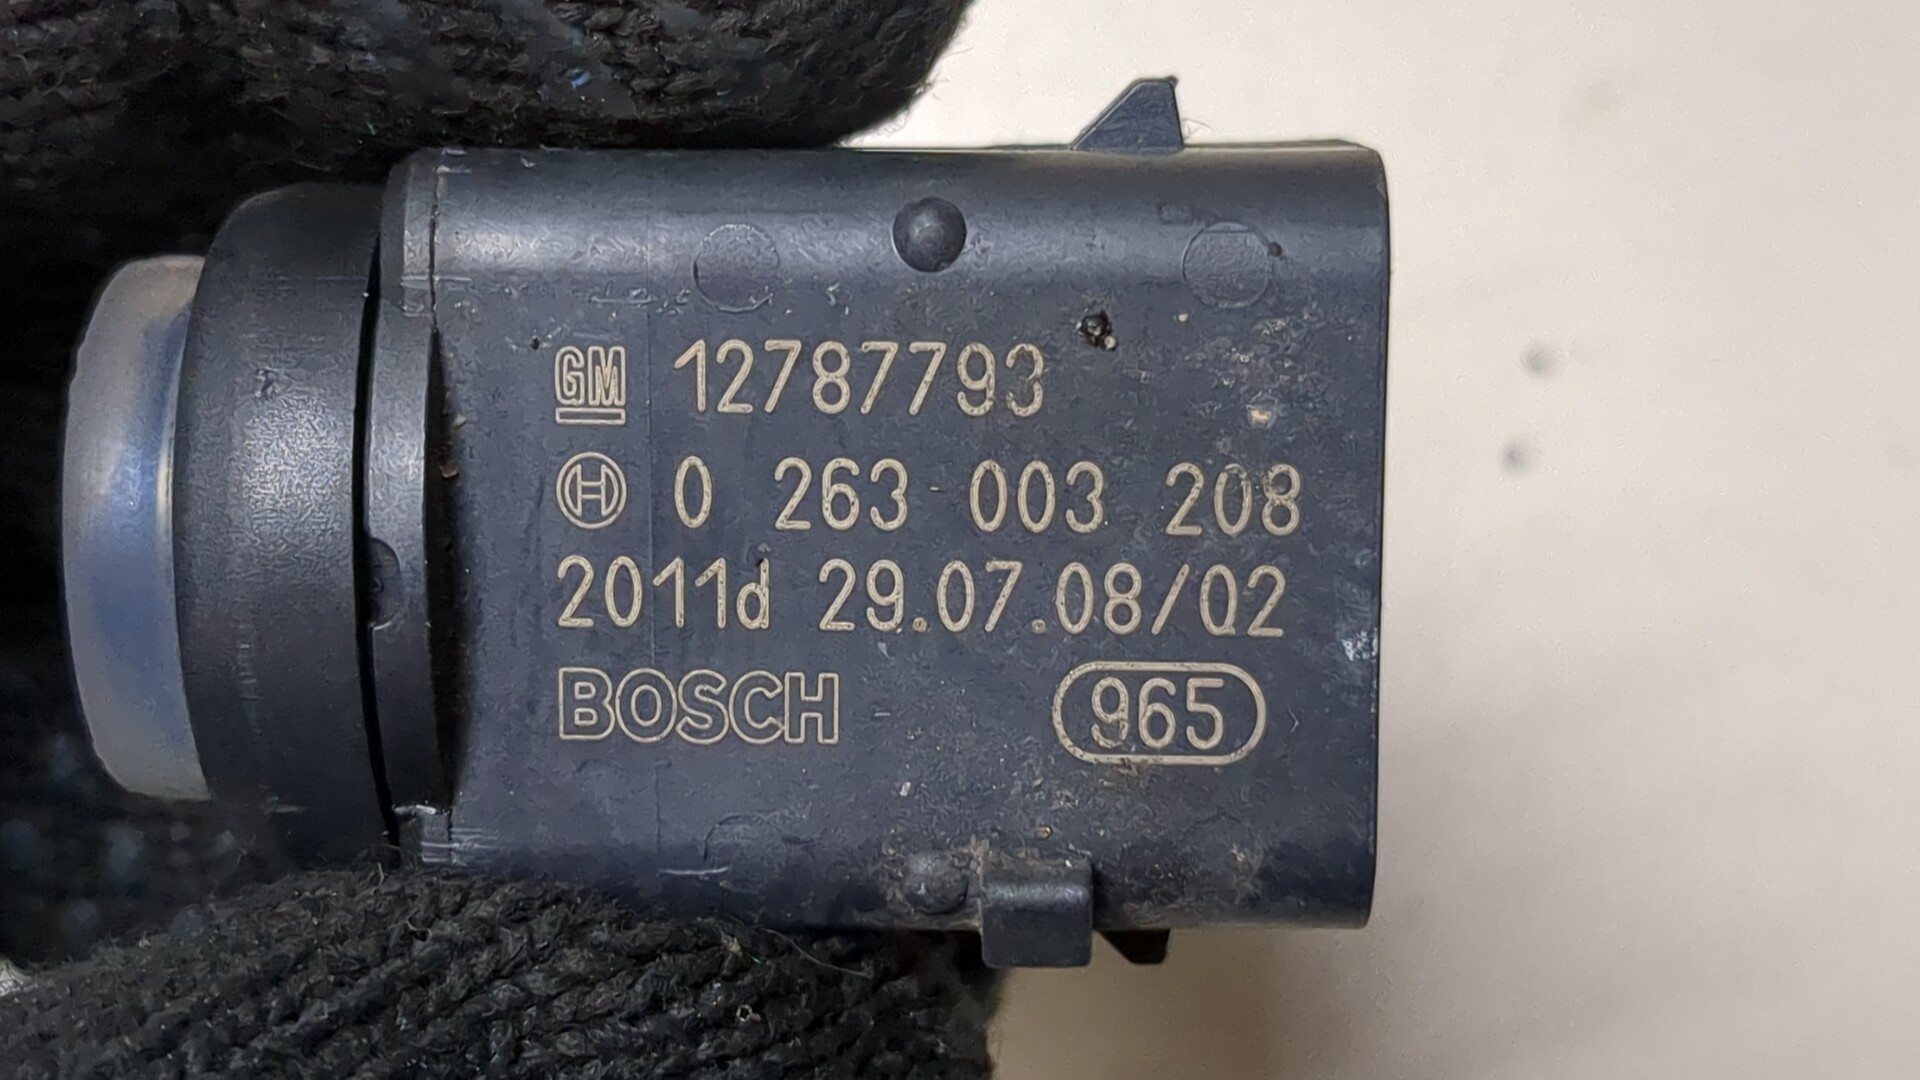 GM 12787793
0 263 003 208
2011d 29.07.08/02
BOSCH 965